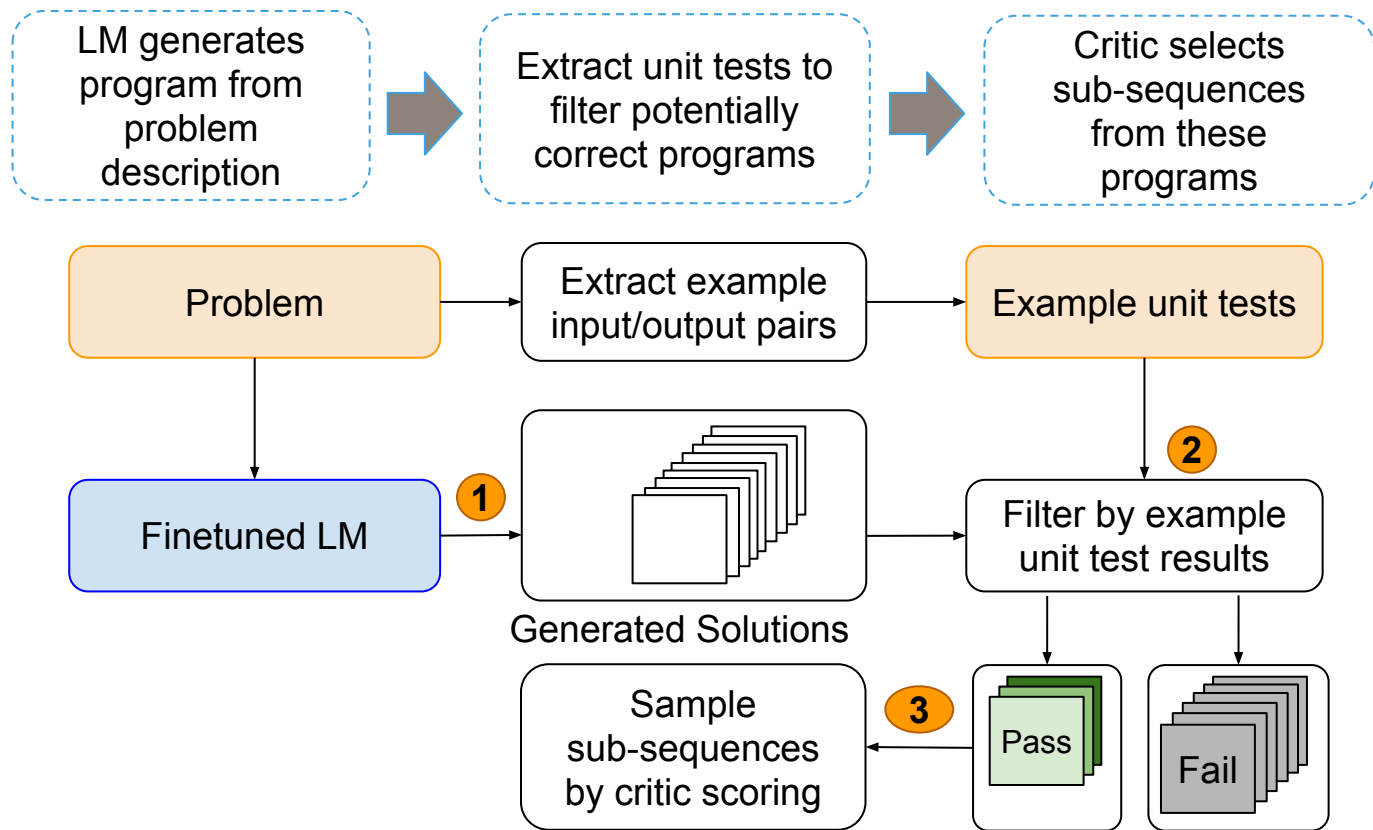 LM generates
program from
problem
description
Extract unit tests to
filter potentially
correct programs
Critic selects
sub-sequences
from these
programs
Problem
Extract example
input/output pairs
Example unit tests
1
2
Finetuned LM
Filter by example
unit test results
Generated Solutions
Sample
sub-sequences
by critic scoring
3
Pass
Fail